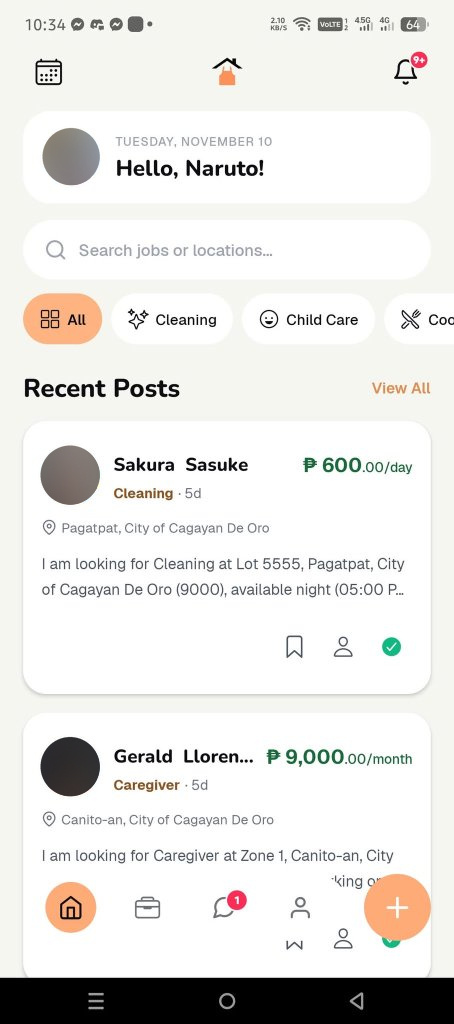 10:34
2.10 KB/S VoLTE 1 2 4.5G 4G 64
9+
TUESDAY, NOVEMBER 10
Hello, Naruto!
Search jobs or locations...
All Cleaning Child Care Coo
Recent Posts View All
Sakura Sasuke ₱ 600.00/day
Cleaning · 5d
Pagatpat, City of Cagayan De Oro
I am looking for Cleaning at Lot 5555, Pagatpat, City
of Cagayan De Oro (9000), available night (05:00 P...
Gerald Lloren... ₱ 9,000.00/month
Caregiver · 5d
Canito-an, City of Cagayan De Oro
I am looking for Caregiver at Zone 1, Canito-an, City
1